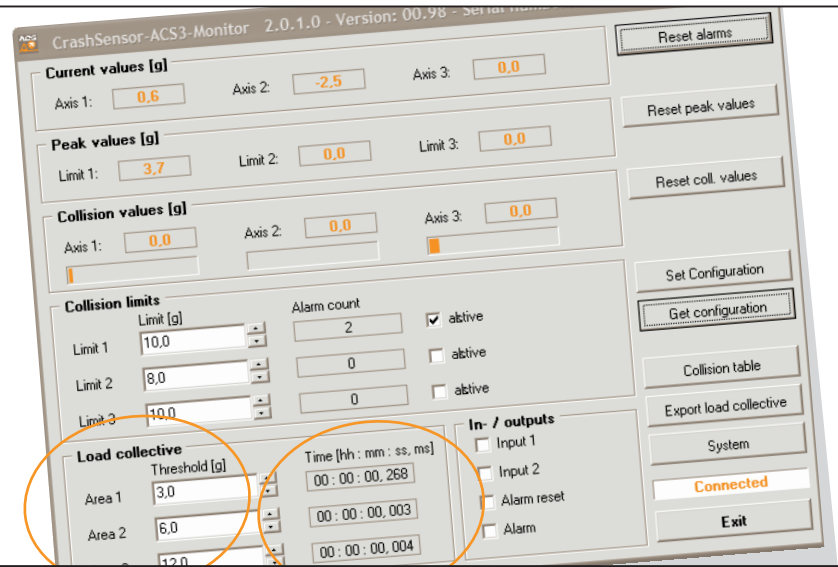 ACS
CrashSensor-ACS3-Monitor 2.0.1.0 - Version: 00.98 - Serial
Current values [g]
Axis 1: 0,6 Axis 2: -2,5 Axis 3: 0,0
Reset alarms
Peak values [g]
Limit 1: 3,7 Limit 2: 0,0 Limit 3: 0,0
Reset peak values
Collision values [g]
Axis 1: 0,0 Axis 2: 0,0 Axis 3: 0,0
Reset coll. values
Collision limits
Limit [g] Alarm count
Limit 1 10,0 2 aktive
Limit 2 8,0 0 aktive
Limit 3 10,0 0 aktive
Set Configuration
Get configuration
Collision table
Export load collective
System
Connected
Exit
Load collective
Threshold [g] Time [hh : mm : ss, ms]
Area 1 3,0 00 : 00 : 00, 268
Area 2 6,0 00 : 00 : 00, 003
12,0 00 : 00 : 00, 004
In- / outputs
Input 1
Input 2
Alarm reset
Alarm